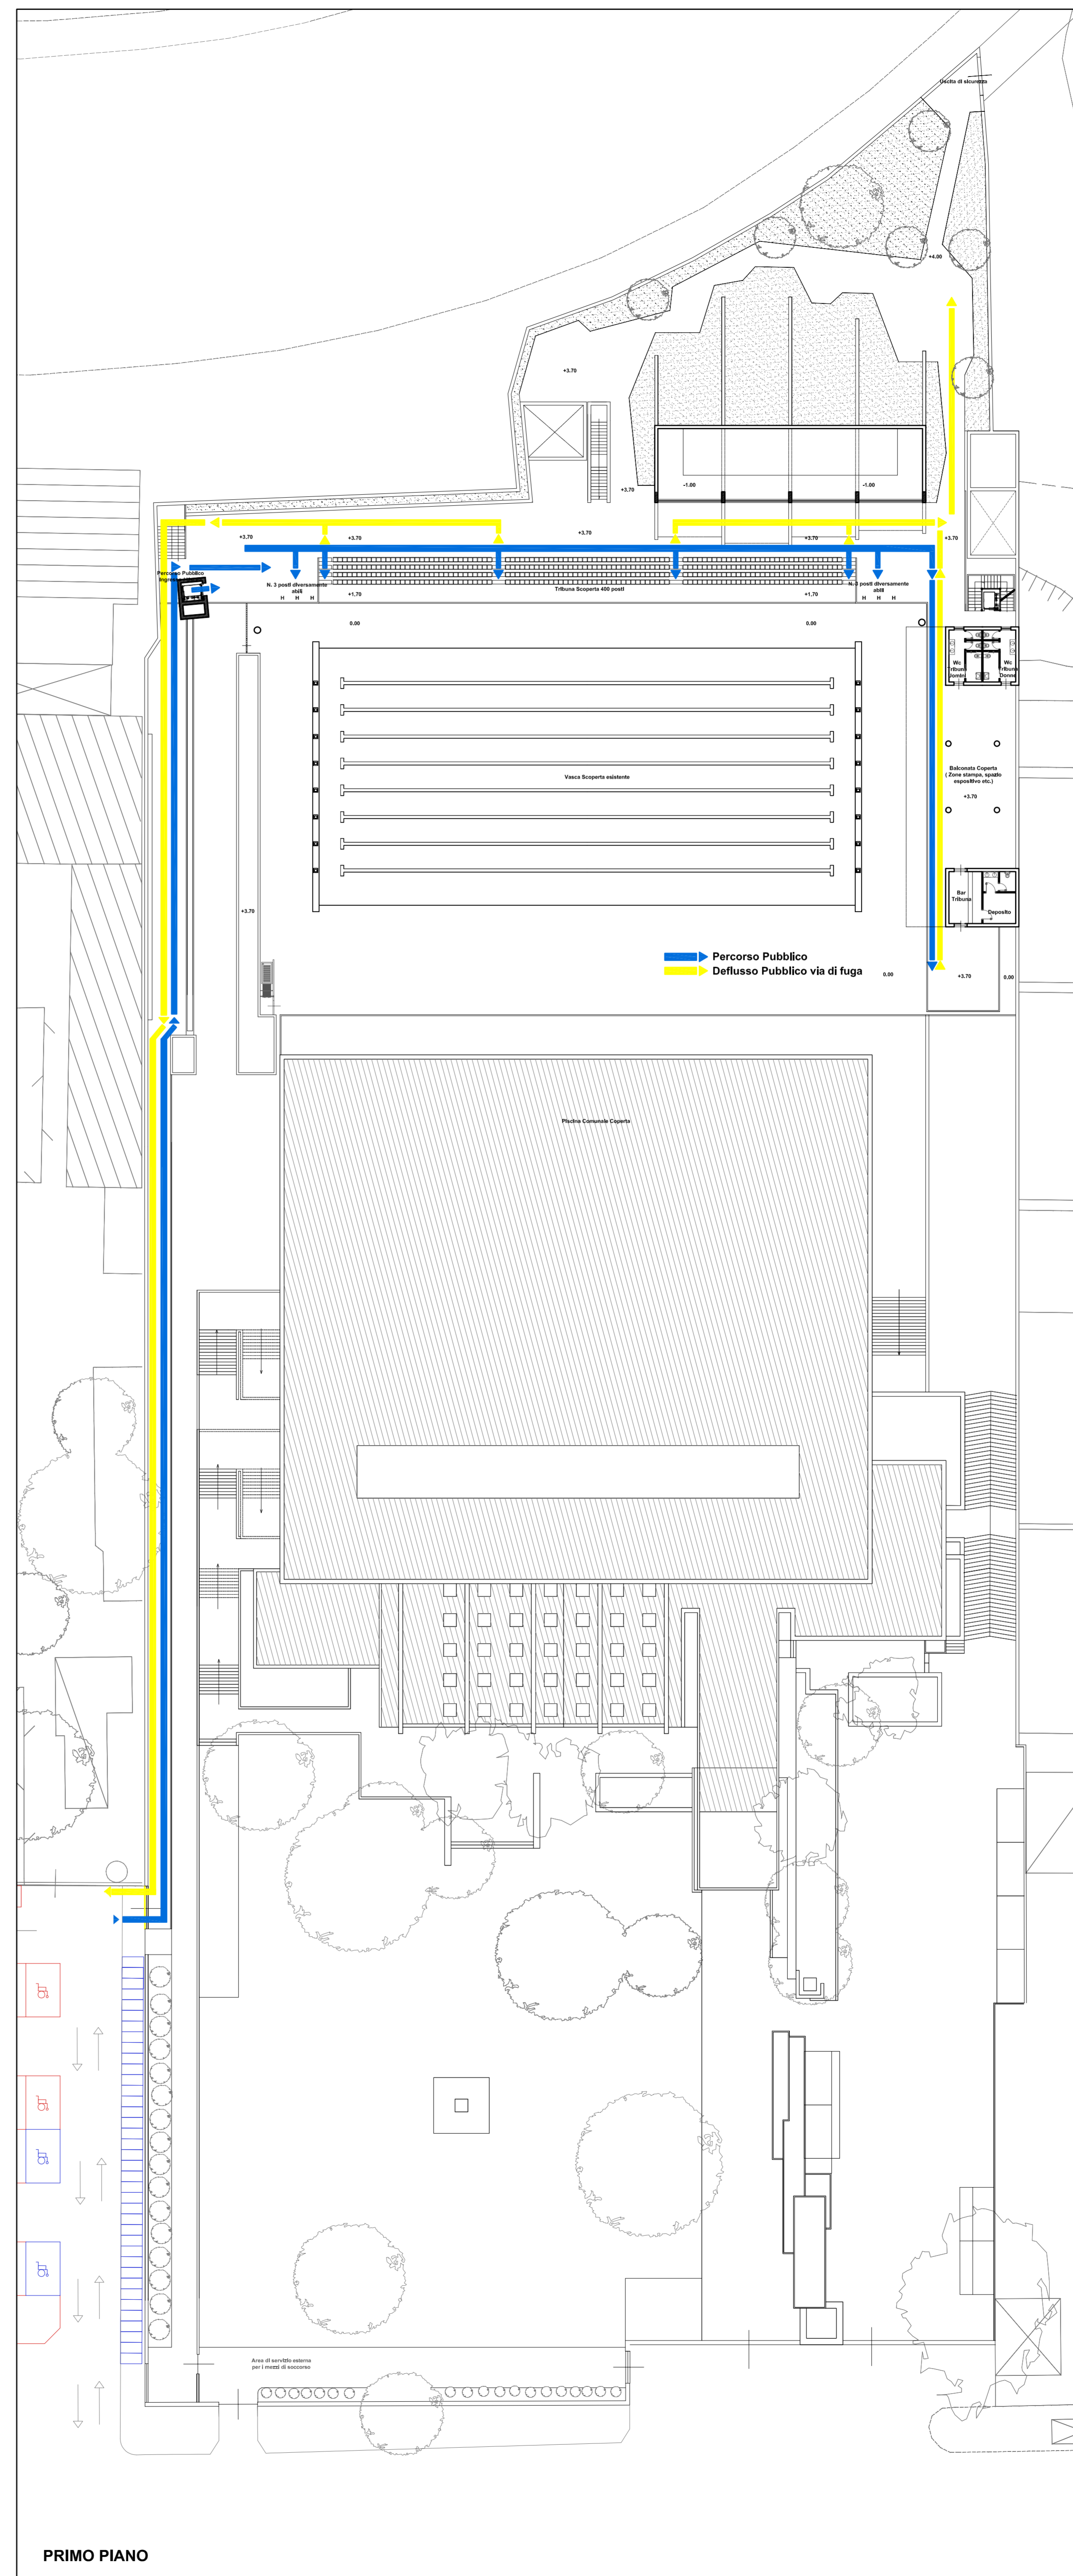 Uscita di sicurezza
+4.00
+3.70
-1.00
-1.00
+3.70
+3.70
+3.70
+3.70
+3.70
+3.70
Percorso Pubblico
N. 3 posti diversamente
abili
H H H
+1,70
Tribuna Scoperta 400 posti
+1,70
N. 3 posti diversamente
abili
H H H
0.00
0.00
Wc
Tribuna
Uomini
Wc
Tribuna
Donne
Vasca Scoperta esistente
Balconata Coperta
( Zone stampa, spazio
espositivo etc.)
+3.70
Bar
Tribuna
Deposito
+3.70
Percorso Pubblico
Deflusso Pubblico via di fuga
0.00
+3.70
0.00
Piscina Comunale Coperta
Area di servizio esterna
per i mezzi di soccorso
PRIMO PIANO